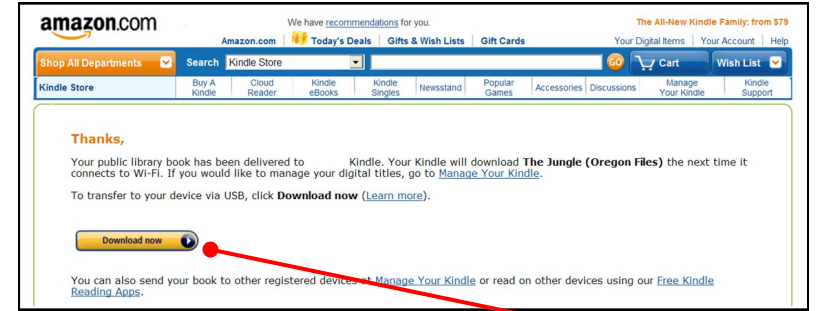 amazon.com We have recommendations for you. The All-New Kindle Family: from $79
Amazon.com Today's Deals Gifts & Wish Lists Gift Cards Your Digital Items Your Account Help
Shop All Departments Search Kindle Store GO Cart Wish List
Kindle Store Buy A Kindle Cloud Reader Kindle eBooks Kindle Singles Newsstand Popular Games Accessories Discussions Manage Your Kindle Kindle Support
Thanks,
Your public library book has been delivered to Kindle. Your Kindle will download The Jungle (Oregon Files) the next time it
connects to Wi-Fi. If you would like to manage your digital titles, go to Manage Your Kindle.
To transfer to your device via USB, click Download now (Learn more).
Download now
You can also send your book to other registered devices at Manage Your Kindle or read on other devices using our Free Kindle
Reading Apps.